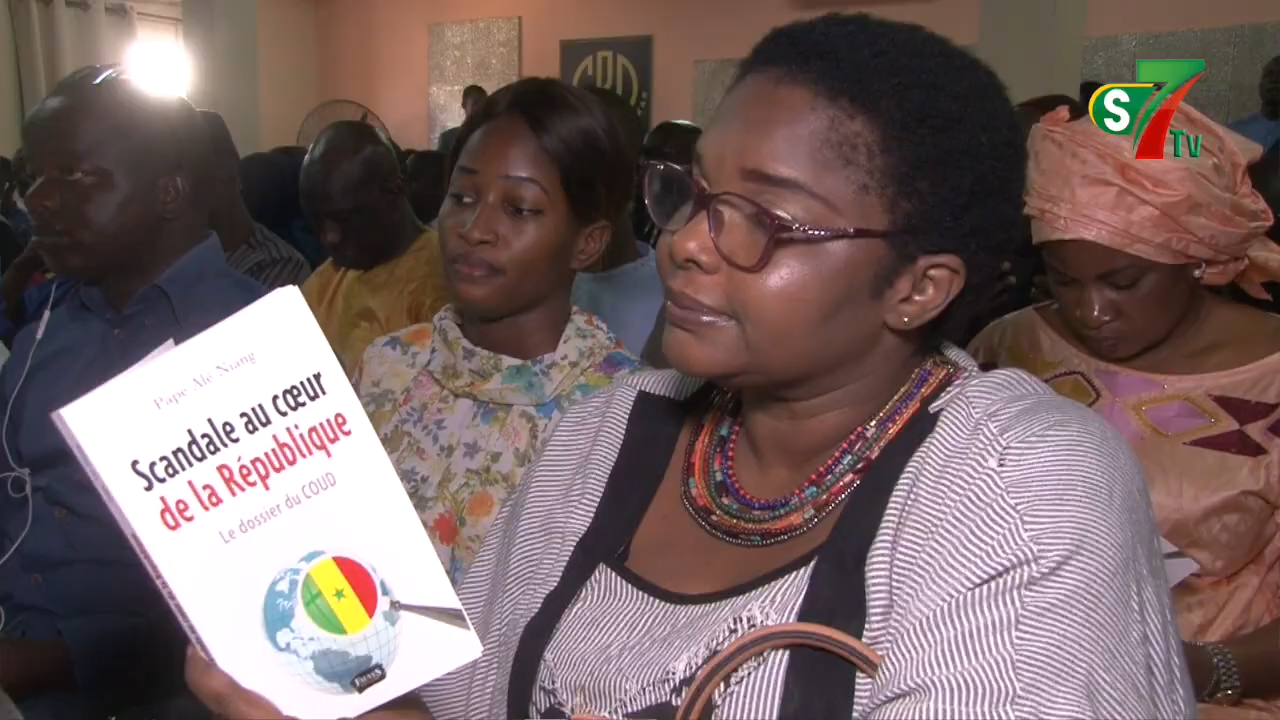 Pape Alé Niang
Scandale au cœur
de la République
Le dossier du COUD
S7
Tv